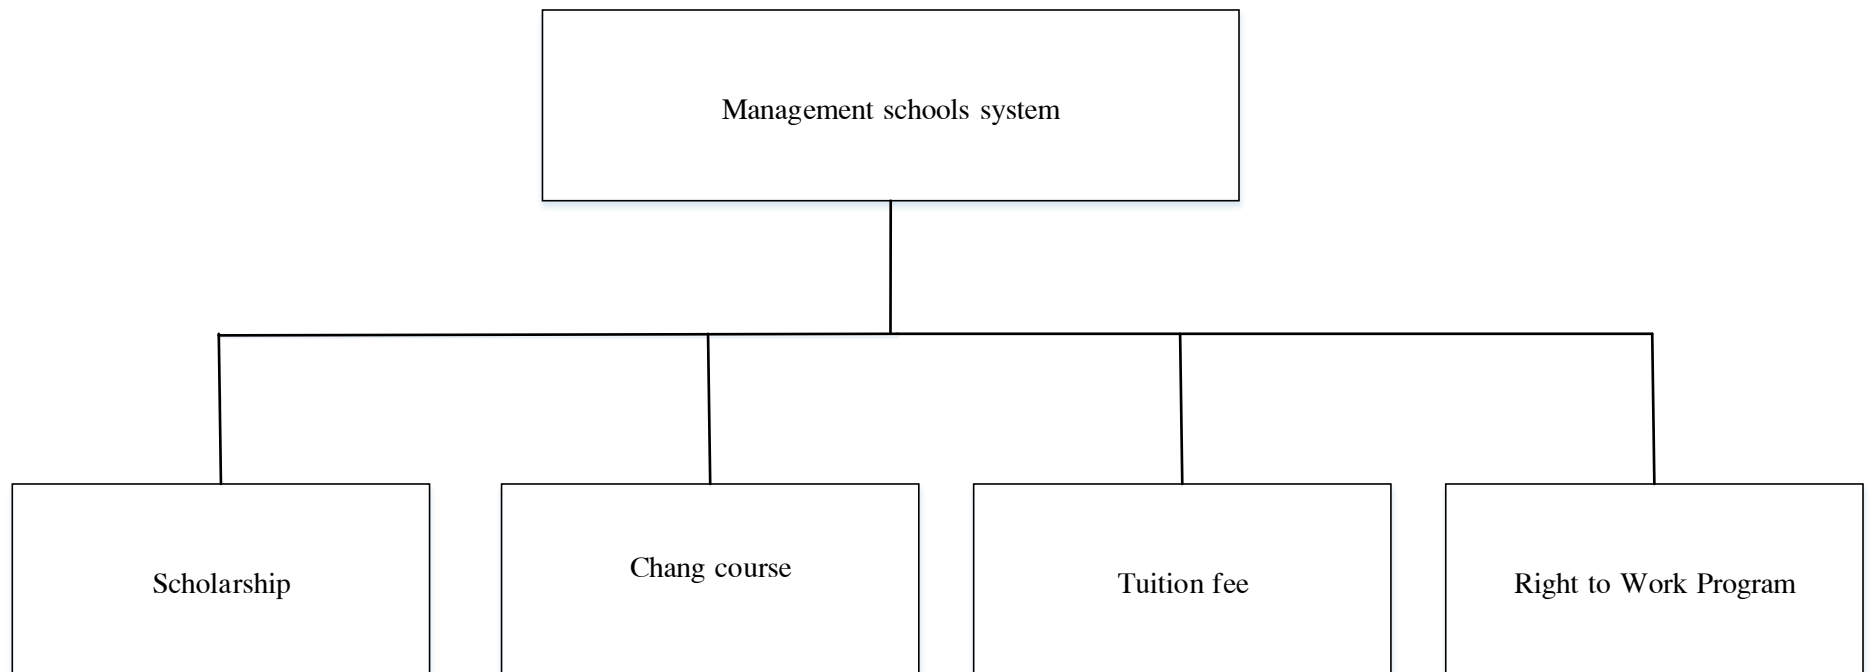 Management schools system
Scholarship
Chang course
Tuition fee
Right to Work Program